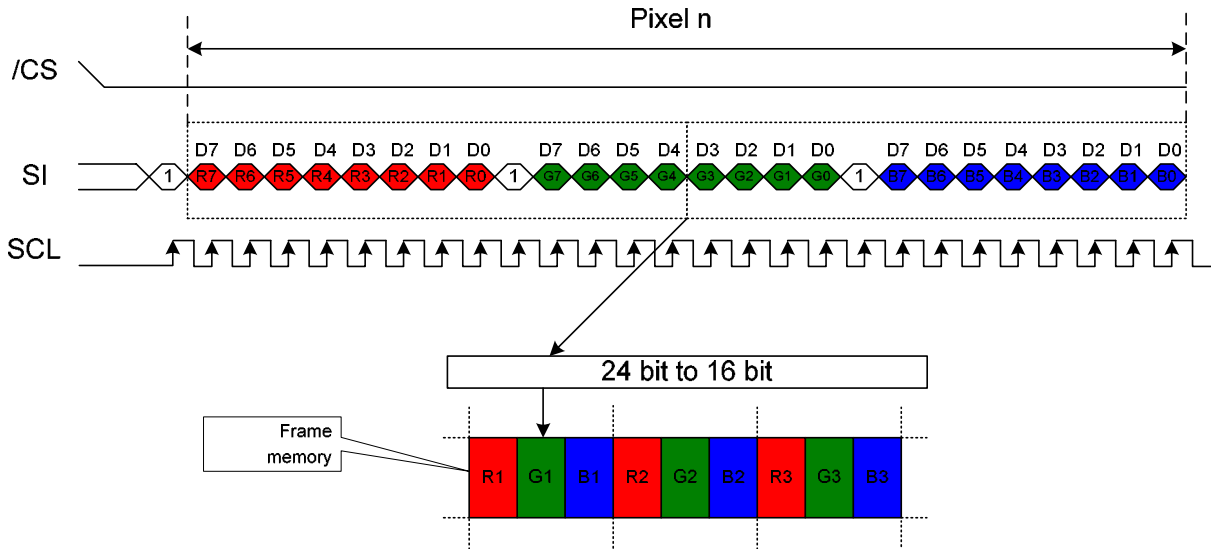 Pixel n
/CS
D7 D6 D5 D4 D3 D2 D1 D0 D7 D6 D5 D4 D3 D2 D1 D0 D7 D6 D5 D4 D3 D2 D1 D0
SI 1 R7 R6 R5 R4 R3 R2 R1 R0 1 G7 G6 G5 G4 G3 G2 G1 G0 1 B7 B6 B5 B4 B3 B2 B1 B0
SCL
24 bit to 16 bit
Frame
memory
R1 G1 B1 R2 G2 B2 R3 G3 B3